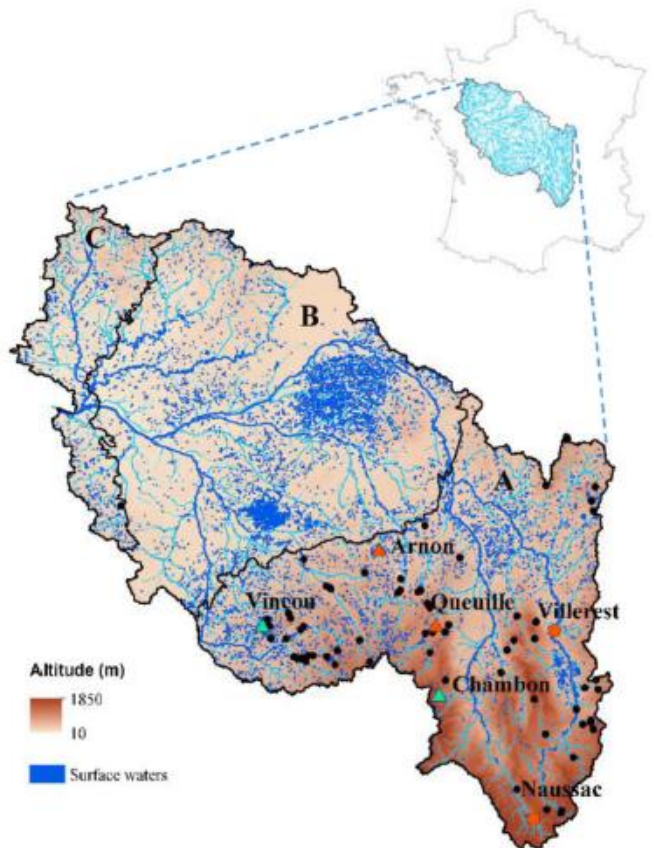 C
B
A
Arnon
Vincou
Queuille
Villerest
Chambon
Altitude (m)
1850
10
Surface waters
Naussac